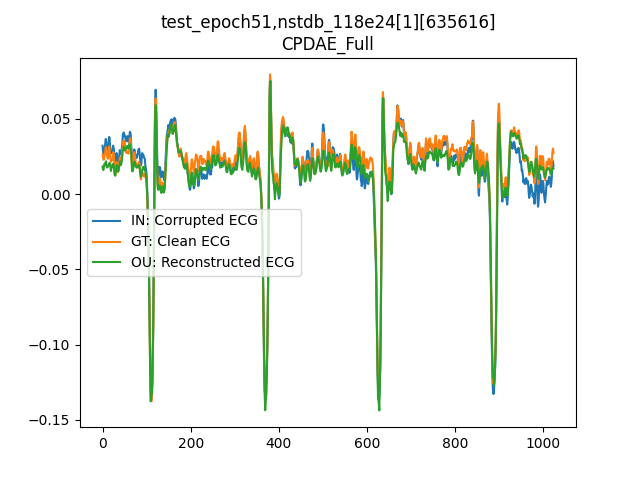 test_epoch51,nstdb_118e24[1][635616]
CPDAE_Full
0.05
0.00
−0.05
−0.10
−0.15
IN: Corrupted ECG
GT: Clean ECG
OU: Reconstructed ECG
0 200 400 600 800 1000